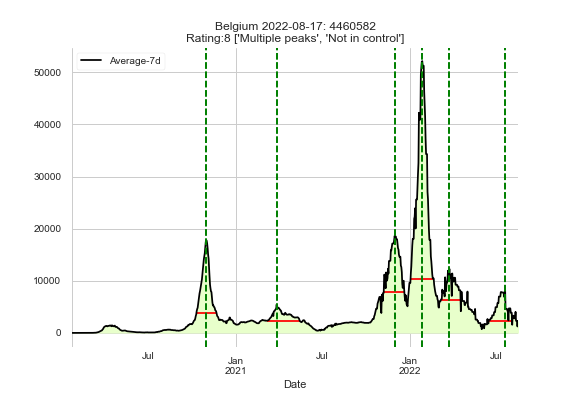 Belgium 2022-08-17: 4460582
Rating:8 ['Multiple peaks', 'Not in control']
Average-7d
50000
40000
30000
20000
10000
0
Jul
Jan
2021
Jul
Jan
2022
Jul
Date